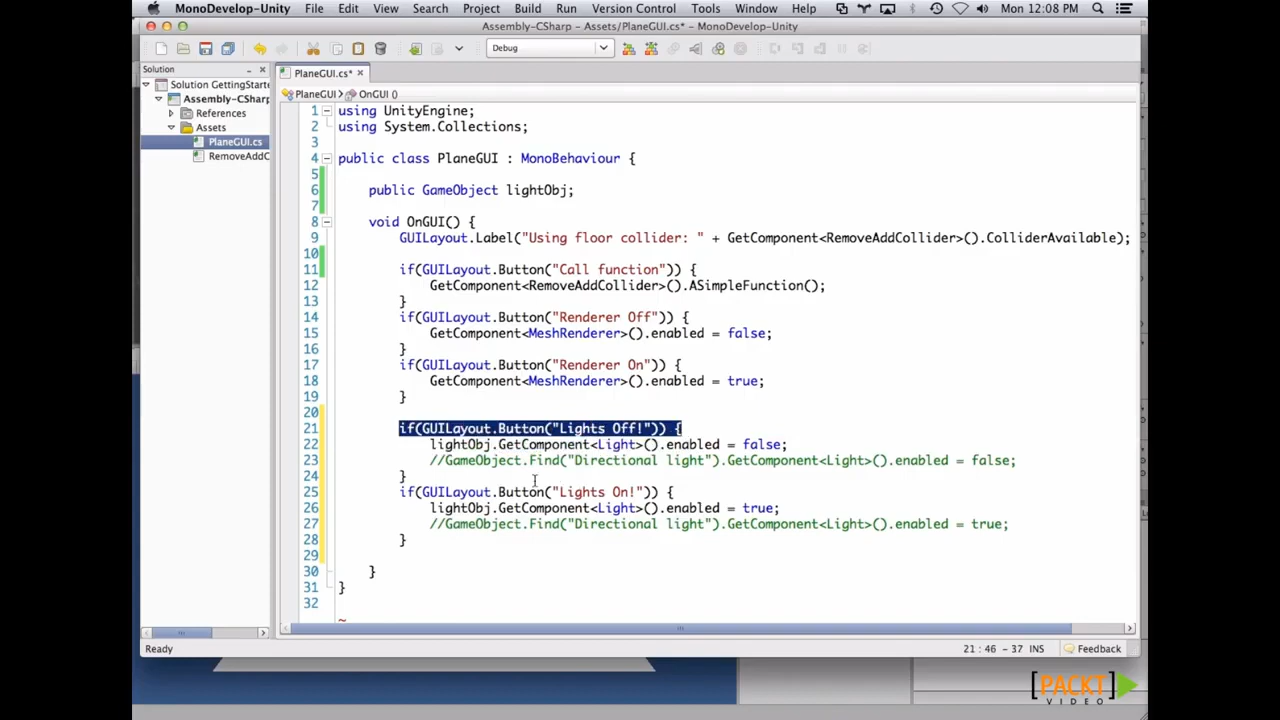 MonoDevelop-Unity File Edit View Search Project Build Run Version Control Tools Window Help Mon 12:08 PM
Assembly-CSharp - Assets/PlaneGUI.cs* - MonoDevelop-Unity
Debug
Solution
PlaneGUI.cs*
Solution GettingStarte
Assembly-CSharp
References
Assets
PlaneGUI.cs
RemoveAddC
PlaneGUI OnGUI ()
1 using UnityEngine;
2 using System.Collections;
3
4 public class PlaneGUI : MonoBehaviour {
5
6 public GameObject lightObj;
7
8 void OnGUI() {
9 GUILayout.Label("Using floor collider: " + GetComponent<RemoveAddCollider>().ColliderAvailable);
10
11 if(GUILayout.Button("Call function")) {
12 GetComponent<RemoveAddCollider>().ASimpleFunction();
13 }
14 if(GUILayout.Button("Renderer Off")) {
15 GetComponent<MeshRenderer>().enabled = false;
16 }
17 if(GUILayout.Button("Renderer On")) {
18 GetComponent<MeshRenderer>().enabled = true;
19 }
20
21 if(GUILayout.Button("Lights Off!")) {
22 lightObj.GetComponent<Light>().enabled = false;
23 //GameObject.Find("Directional light").GetComponent<Light>().enabled = false;
24 }
25 if(GUILayout.Button("Lights On!")) {
26 lightObj.GetComponent<Light>().enabled = true;
27 //GameObject.Find("Directional light").GetComponent<Light>().enabled = true;
28 }
29
30 }
31 }
32
~
Ready 21 : 46 - 37 INS Feedback
[PACKT]
VIDEO